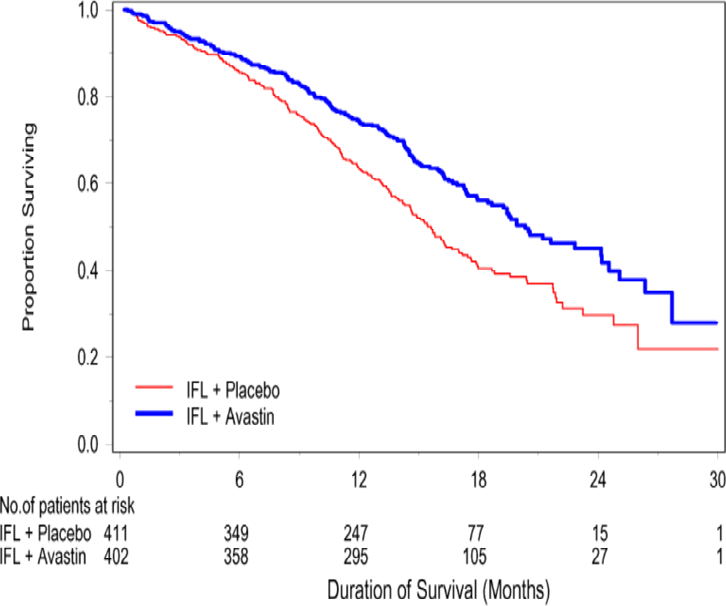 1.0
0.8
0.6
0.4
0.2
0.0
Proportion Surviving
IFL + Placebo
IFL + Avastin
0 6 12 18 24 30
No.of patients at risk
IFL + Placebo 411 349 247 77 15 1
IFL + Avastin 402 358 295 105 27 1
Duration of Survival (Months)